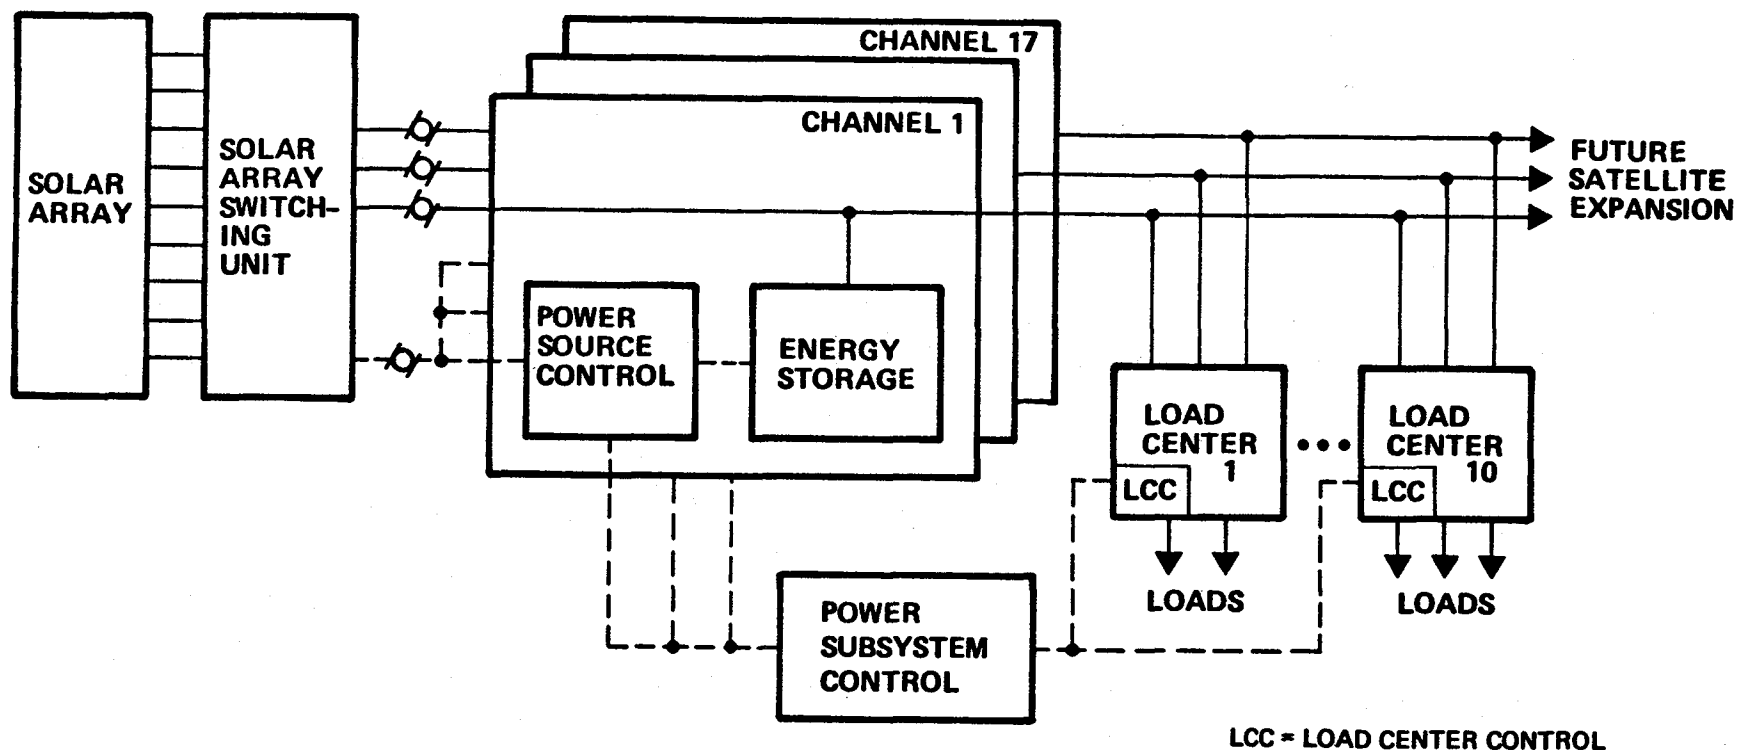 SOLAR
ARRAY
SOLAR
ARRAY
SWITCH-
ING
UNIT
CHANNEL 17
CHANNEL 1
POWER
SOURCE
CONTROL
ENERGY
STORAGE
FUTURE
SATELLITE
EXPANSION
LOAD
CENTER
1
LCC
LOADS
LOAD
CENTER
10
LCC
LOADS
POWER
SUBSYSTEM
CONTROL
LCC = LOAD CENTER CONTROL